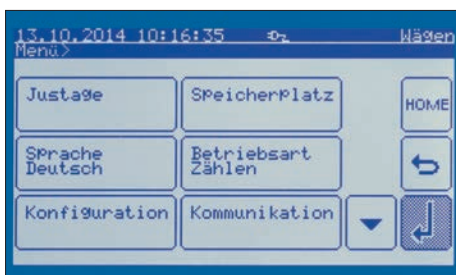 13.10.2014 10:16:35 Wägen
Menü>
Justage
Speicherplatz
HOME
Sprache
Deutsch
Betriebsart
Zählen
Konfiguration
Kommunikation